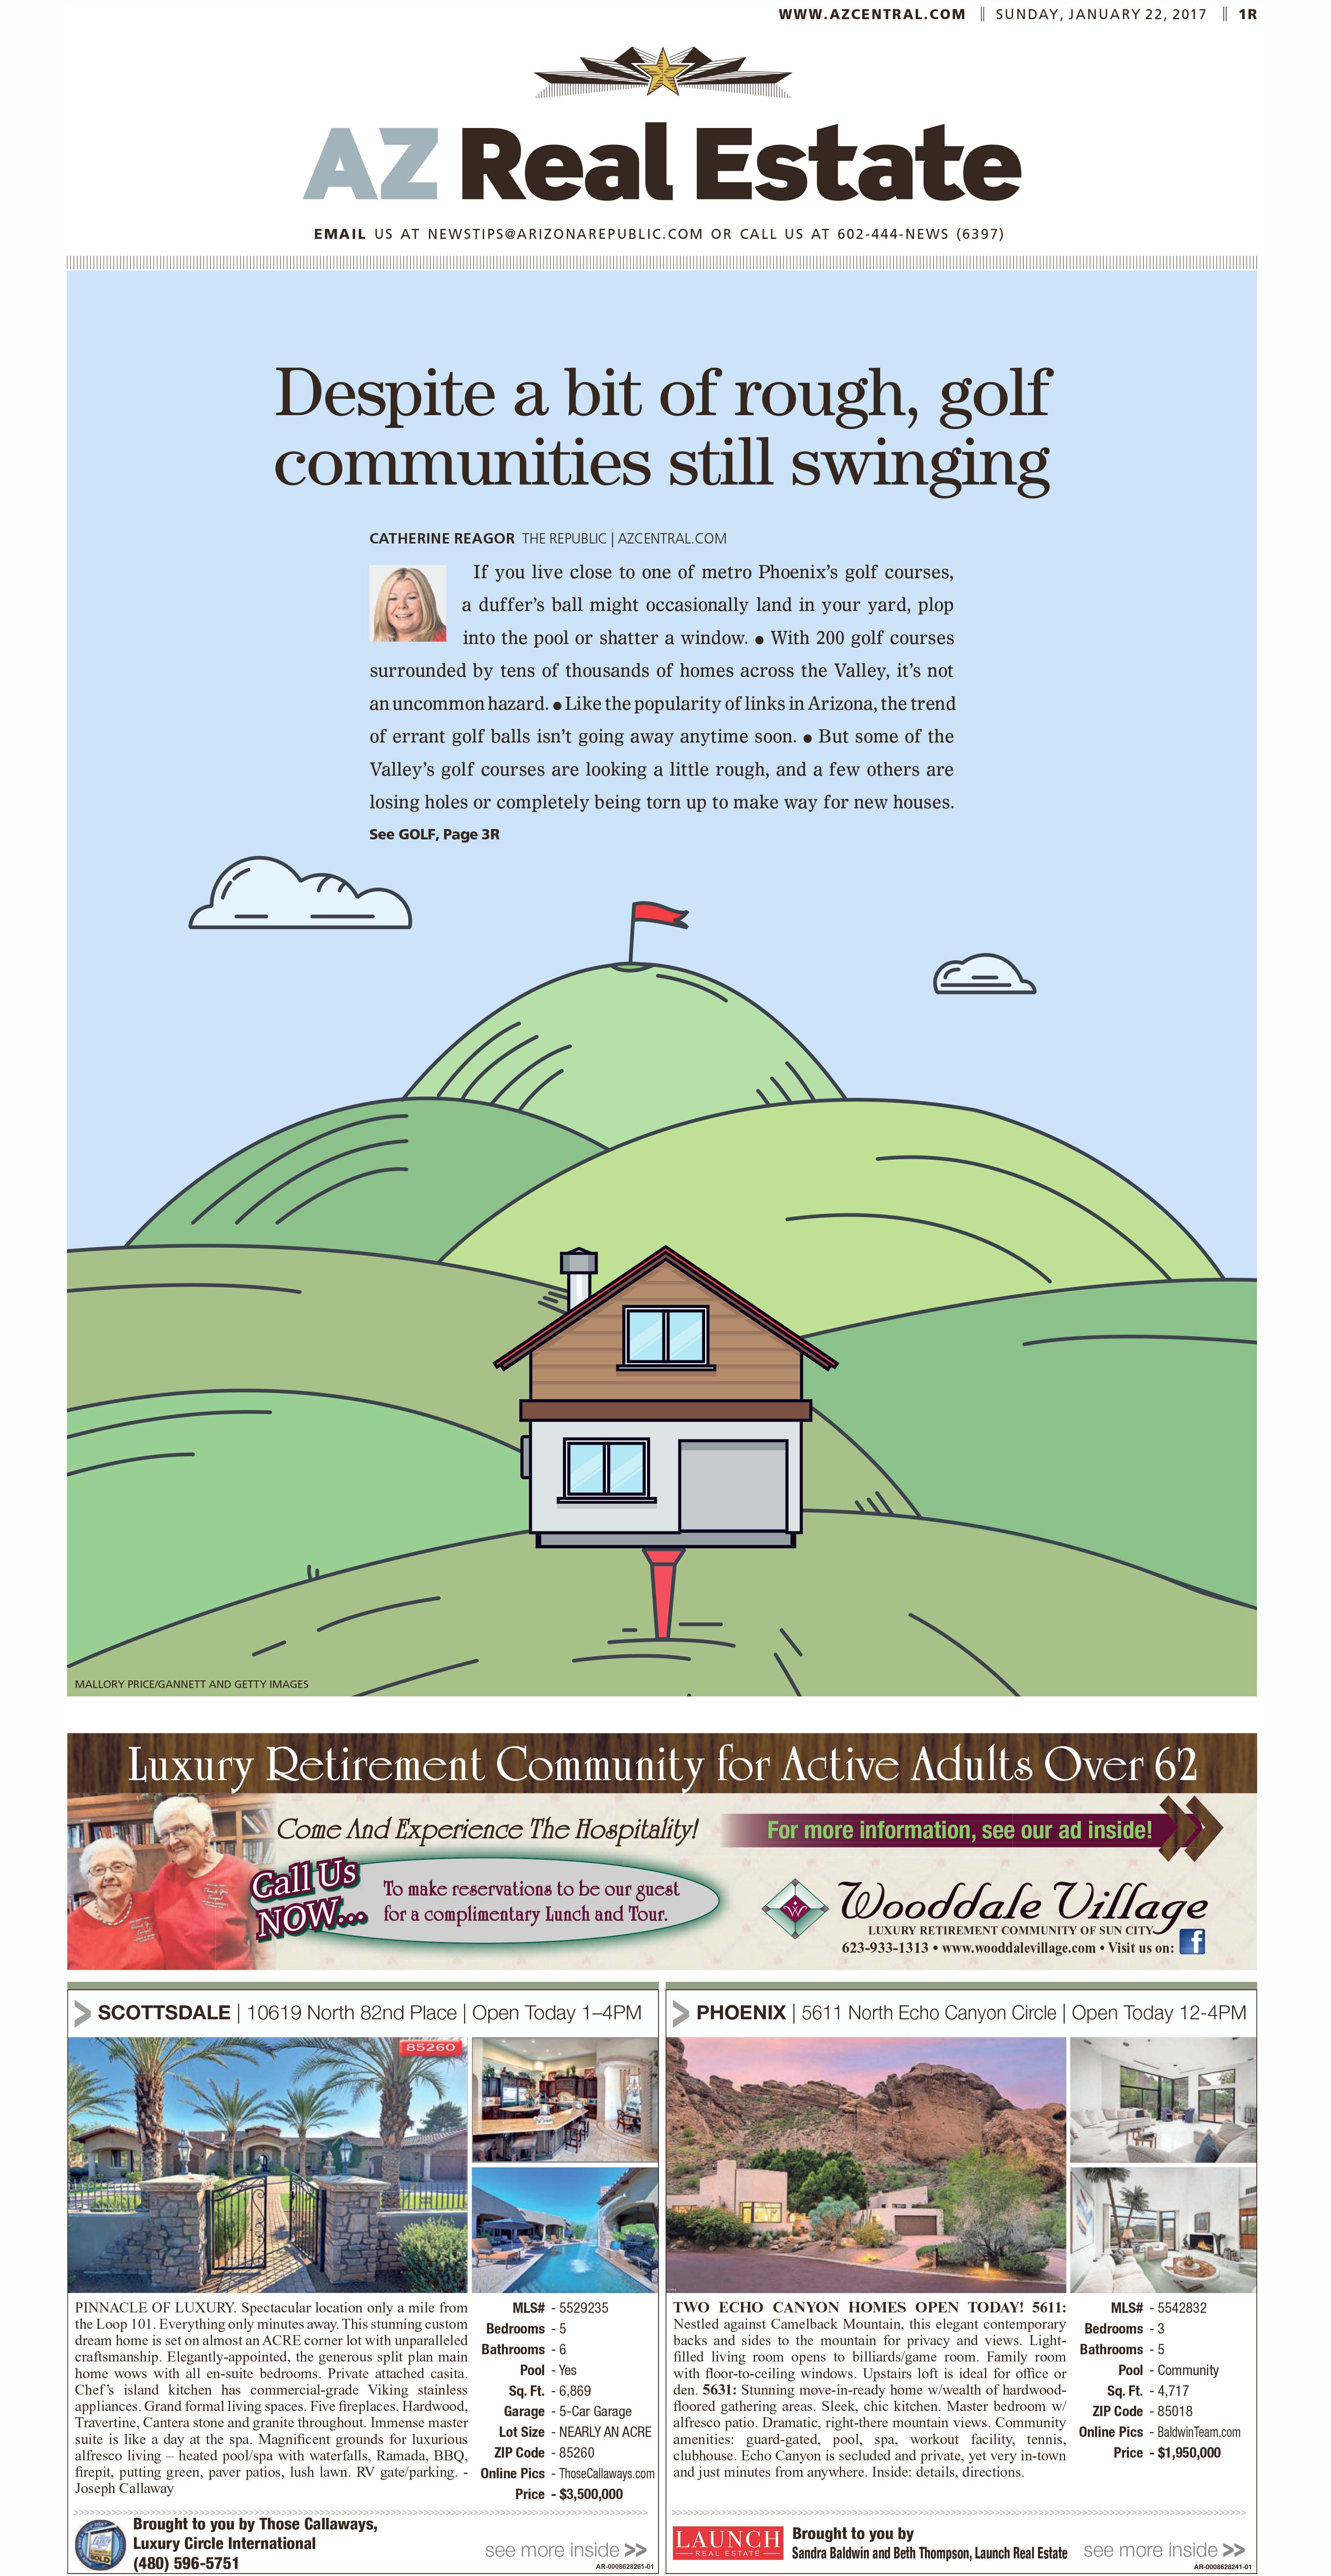 WWW.AZCENTRAL.COM || SUNDAY, JANUARY 22, 2017 || 1R
AZ Real Estate
EMAIL US AT NEWSTIPS@ARIZONAREPUBLIC.COM OR CALL US AT 602-444-NEWS (6397)
Despite a bit of rough, golf
communities still swinging
CATHERINE REAGOR THE REPUBLIC | AZCENTRAL.COM
If you live close to one of metro Phoenix’s golf courses,
a duffer’s ball might occasionally land in your yard, plop
into the pool or shatter a window. ● With 200 golf courses
surrounded by tens of thousands of homes across the Valley, it’s not
an uncommon hazard. ● Like the popularity of links in Arizona, the trend
of errant golf balls isn’t going away anytime soon. ● But some of the
Valley’s golf courses are looking a little rough, and a few others are
losing holes or completely being torn up to make way for new houses.
See GOLF, Page 3R
MALLORY PRICE/GANNETT AND GETTY IMAGES
Luxury Retirement Community for Active Adults Over 62
Come And Experience The Hospitality!
For more information, see our ad inside!
Call Us
NOW...
To make reservations to be our guest
for a complimentary Lunch and Tour.
W
Wooddale Village
LUXURY RETIREMENT COMMUNITY OF SUN CITY
623-933-1313 • www.wooddalevillage.com • Visit us on: f
> SCOTTSDALE | 10619 North 82nd Place | Open Today 1–4PM
85260
PINNACLE OF LUXURY. Spectacular location only a mile from
the Loop 101. Everything only minutes away. This stunning custom
dream home is set on almost an ACRE corner lot with unparalleled
craftsmanship. Elegantly-appointed, the generous split plan main
home wows with all en-suite bedrooms. Private attached casita.
Chef’s island kitchen has commercial-grade Viking stainless
appliances. Grand formal living spaces. Five fireplaces. Hardwood,
Travertine, Cantera stone and granite throughout. Immense master
suite is like a day at the spa. Magnificent grounds for luxurious
alfresco living – heated pool/spa with waterfalls, Ramada, BBQ,
firepit, putting green, paver patios, lush lawn. RV gate/parking. -
Joseph Callaway
MLS# - 5529235
Bedrooms - 5
Bathrooms - 6
Pool - Yes
Sq. Ft. - 6,869
Garage - 5-Car Garage
Lot Size - NEARLY AN ACRE
ZIP Code - 85260
Online Pics - ThoseCallaways.com
Price - $3,500,000
Brought to you by Those Callaways,
Luxury Circle International
(480) 596-5751
see more inside >>
AR-0008628261-01
> PHOENIX | 5611 North Echo Canyon Circle | Open Today 12-4PM
TWO ECHO CANYON HOMES OPEN TODAY! 5611:
Nestled against Camelback Mountain, this elegant contemporary
backs and sides to the mountain for privacy and views. Light-
filled living room opens to billiards/game room. Family room
with floor-to-ceiling windows. Upstairs loft is ideal for office or
den. 5631: Stunning move-in-ready home w/wealth of hardwood-
floored gathering areas. Sleek, chic kitchen. Master bedroom w/
alfresco patio. Dramatic, right-there mountain views. Community
amenities: guard-gated, pool, spa, workout facility, tennis,
clubhouse. Echo Canyon is secluded and private, yet very in-town
and just minutes from anywhere. Inside: details, directions.
MLS# - 5542832
Bedrooms - 3
Bathrooms - 5
Pool - Community
Sq. Ft. - 4,717
ZIP Code - 85018
Online Pics - BaldwinTeam.com
Price - $1,950,000
LAUNCH
REAL ESTATE
Brought to you by
Sandra Baldwin and Beth Thompson, Launch Real Estate
see more inside >>
AR-0008628241-01